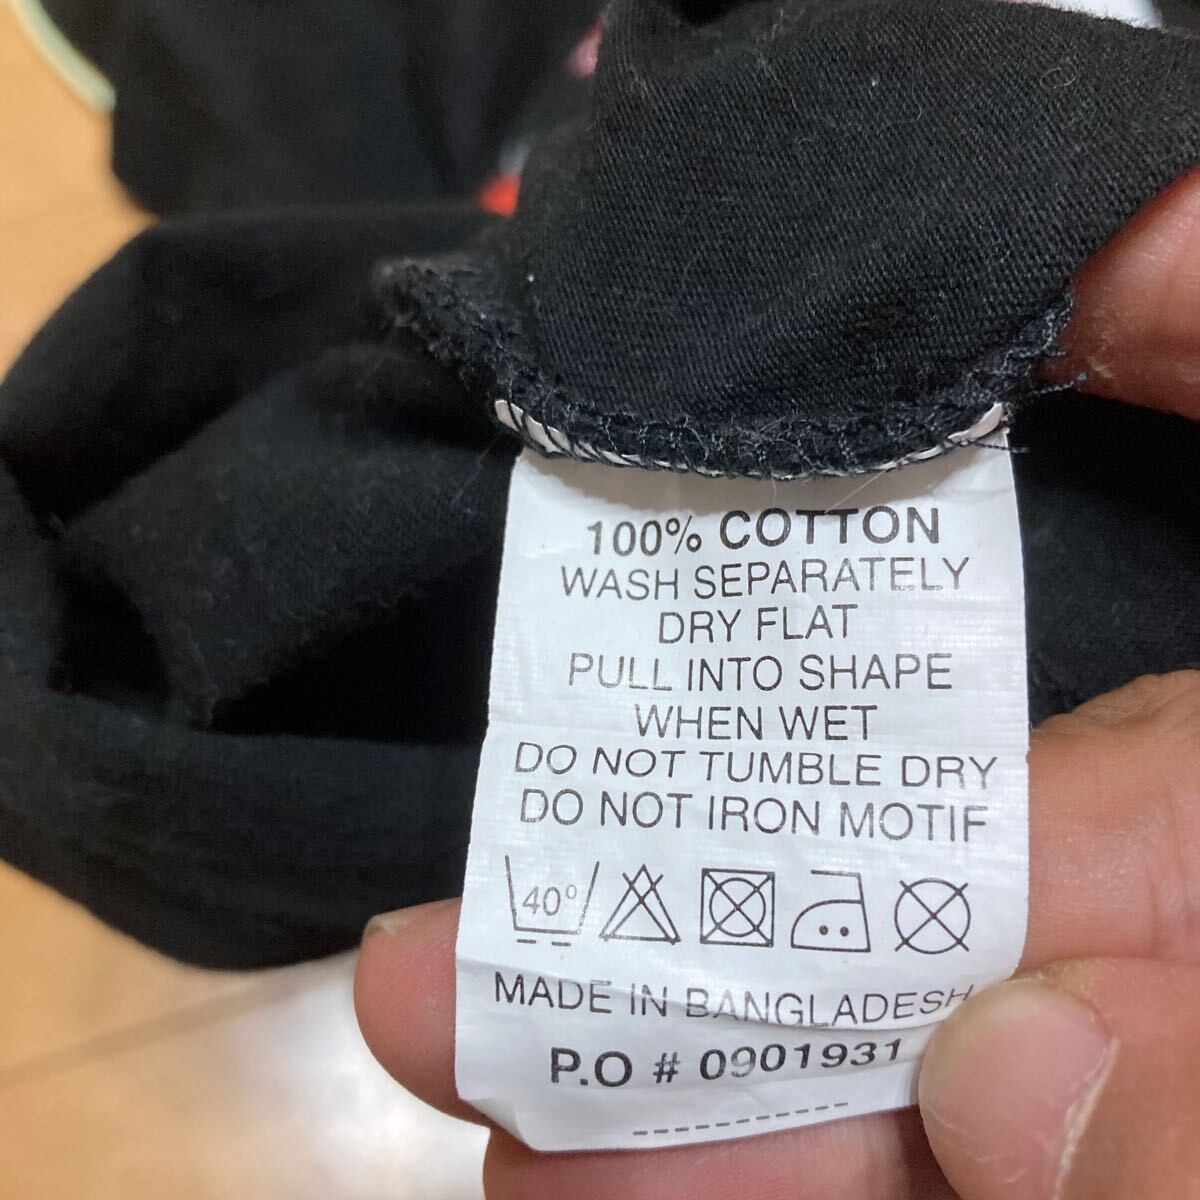 100% COTTON
WASH SEPARATELY
DRY FLAT
PULL INTO SHAPE
WHEN WET
DO NOT TUMBLE DRY
DO NOT IRON MOTIF
40°
MADE IN BANGLADESH
P.O # 0901931